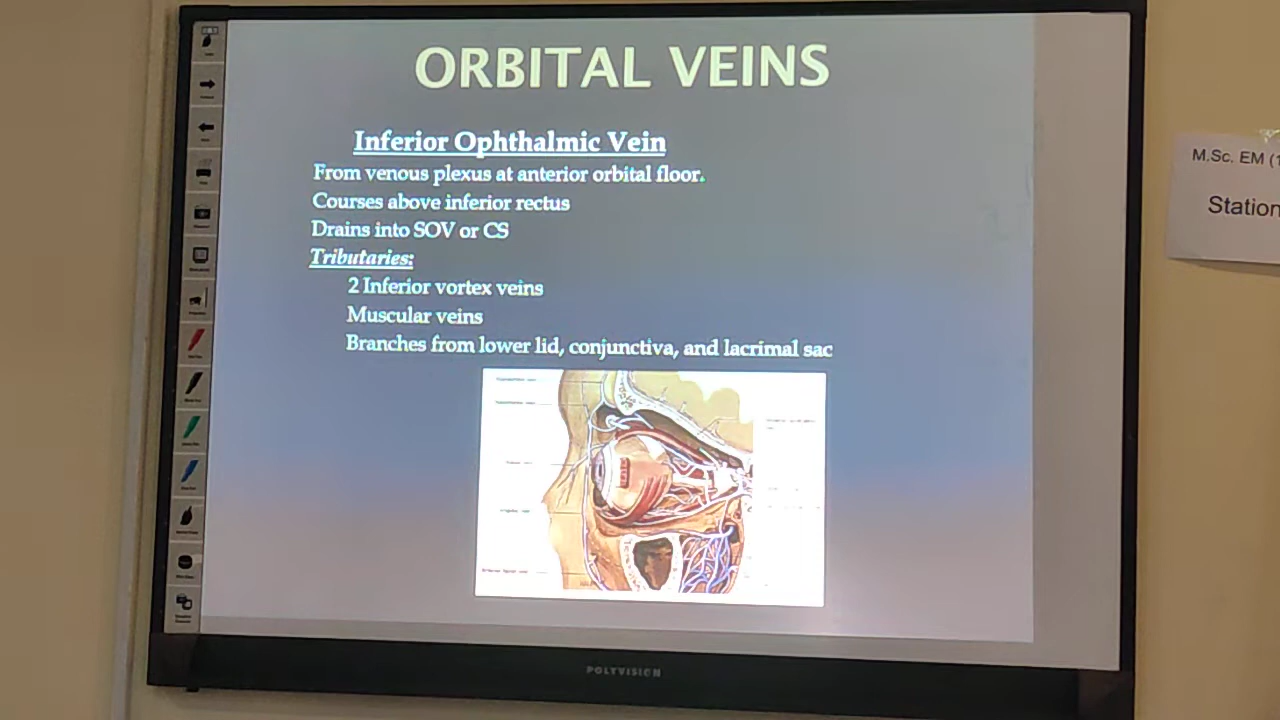 ORBITAL VEINS
Inferior Ophthalmic Vein
From venous plexus at anterior orbital floor.
Courses above inferior rectus
Drains into SOV or CS
Tributaries:
2 Inferior vortex veins
Muscular veins
Branches from lower lid, conjunctiva, and lacrimal sac
POLYVISION
M.Sc. EM (1
Station